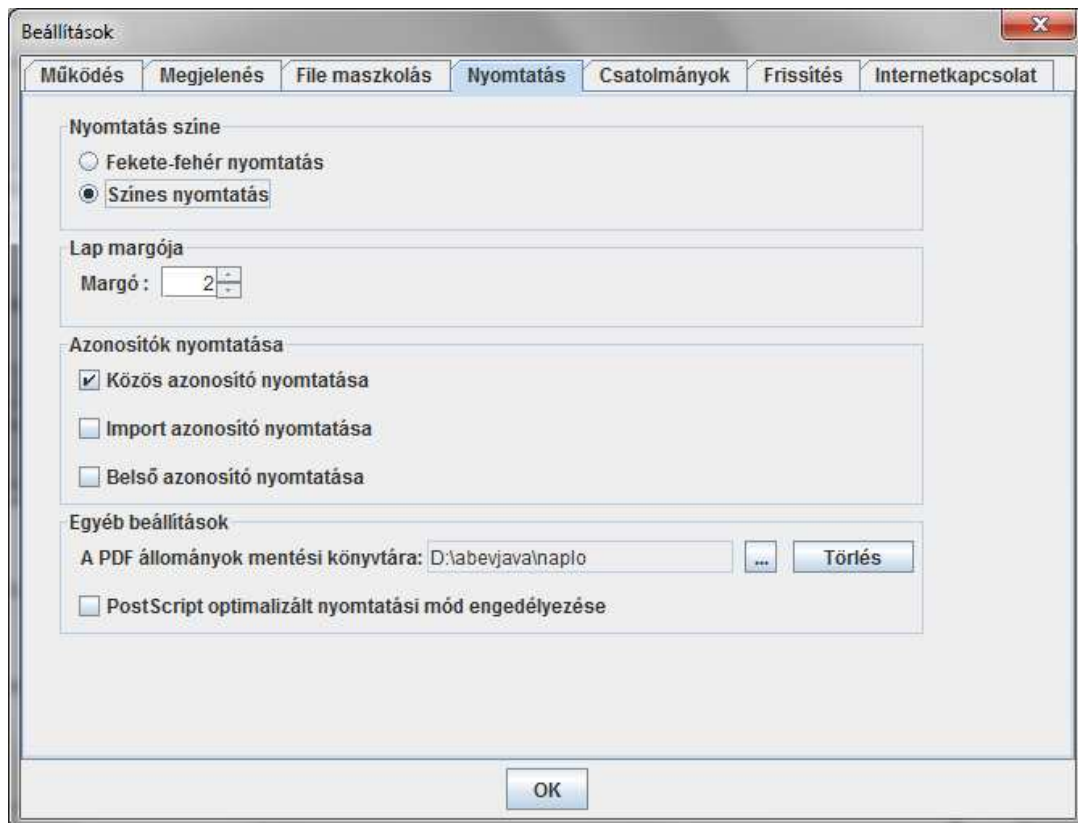 Beállítások
Működés Megjelenés File maszkolás Nyomtatás Csatolmányok Frissítés Internetkapcsolat
Nyomtatás színe
Fekete-fehér nyomtatás
Színes nyomtatás
Lap margója
Margó : 2
Azonosítók nyomtatása
Közös azonosító nyomtatása
Import azonosító nyomtatása
Belső azonosító nyomtatása
Egyéb beállítások
A PDF állományok mentési könyvtára: D:\abevjava\naplo ... Törlés
PostScript optimalizált nyomtatási mód engedélyezése
OK